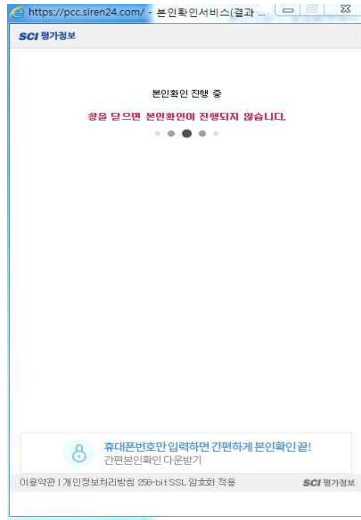 https://pcc.siren24.com/ - 본인확인서비스(결과 ...
SCI 평가정보
본인확인 진행 중
창을 닫으면 본인확인이 진행되지 않습니다.
휴대폰번호만 입력하면 간편하게 본인확인 끝!
간편본인확인 다운받기
이용약관 | 개인정보처리방침 256-bit SSL 암호화 적용
SCI 평가정보